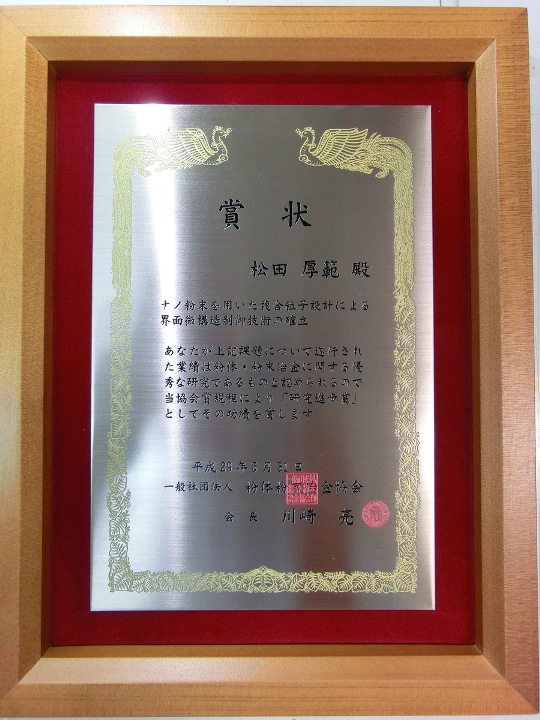 賞 状
松田 厚範 殿
ナノ粉末を用いた複合粒子設計による
界面微構造制御技術の確立
あなたが上記課題について遂行され
た業績は粉体・粉末冶金に関する優
秀な研究であるものと認められるので
当協会賞規程により「研究進歩賞」
としてその功績を賞します
平成29年5月31日
一般社団法人 粉体粉末冶金協会
会 長 川崎 亮